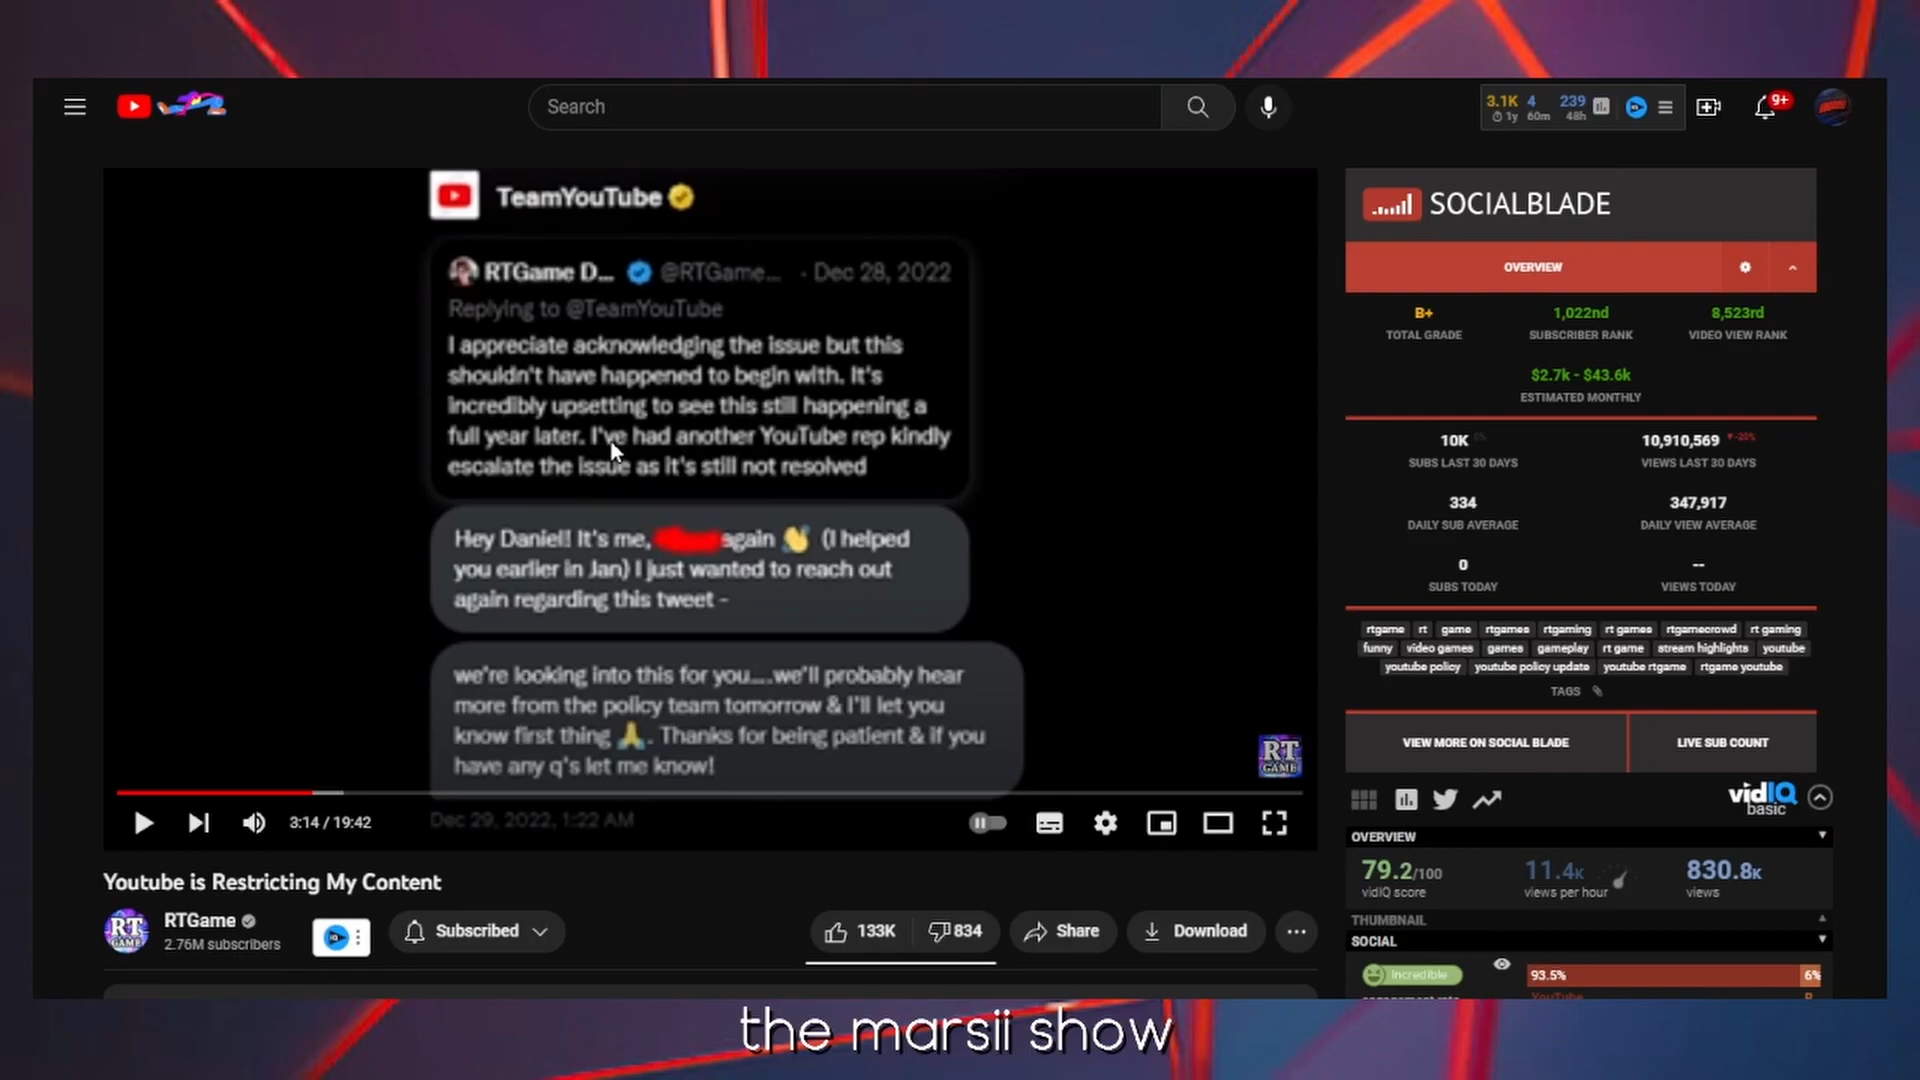 Search
3.1K 4 239
1y 60m 48h
9+
TeamYouTube
RTGame D... @RTGame... · Dec 28, 2022
Replying to @TeamYouTube
I appreciate acknowledging the issue but this
shouldn't have happened to begin with. It's
incredibly upsetting to see this still happening a
full year later. I've had another YouTube rep kindly
escalate the issue as it's still not resolved
Hey Daniel! It's me, again 👋 (I helped
you earlier in Jan) I just wanted to reach out
again regarding this tweet -
we're looking into this for you....we'll probably hear
more from the policy team tomorrow & I'll let you
know first thing 🙏. Thanks for being patient & if you
have any q's let me know!
Dec 29, 2022, 1:22 AM
RT
GAME
3:14 / 19:42
Youtube is Restricting My Content
RT
GAME
RTGame
2.76M subscribers
Subscribed
133K
834
Share
Download
SOCIALBLADE
OVERVIEW
B+ 1,022nd 8,523rd
TOTAL GRADE SUBSCRIBER RANK VIDEO VIEW RANK
$2.7k - $43.6k
ESTIMATED MONTHLY
10K 0% 10,910,569 -20%
SUBS LAST 30 DAYS VIEWS LAST 30 DAYS
334 347,917
DAILY SUB AVERAGE DAILY VIEW AVERAGE
0 --
SUBS TODAY VIEWS TODAY
rtgame rt game rtgames rtgaming rt games rtgamecrowd rt gaming
funny video games games gameplay rt game stream highlights youtube
youtube policy youtube policy update youtube rtgame rtgame youtube
TAGS
VIEW MORE ON SOCIAL BLADE LIVE SUB COUNT
vidIQ
basic
OVERVIEW
79.2/100 11.4K 830.8K
vidIQ score views per hour views
THUMBNAIL
SOCIAL
Incredible 93.5% 6%
YouTube
the marsii show